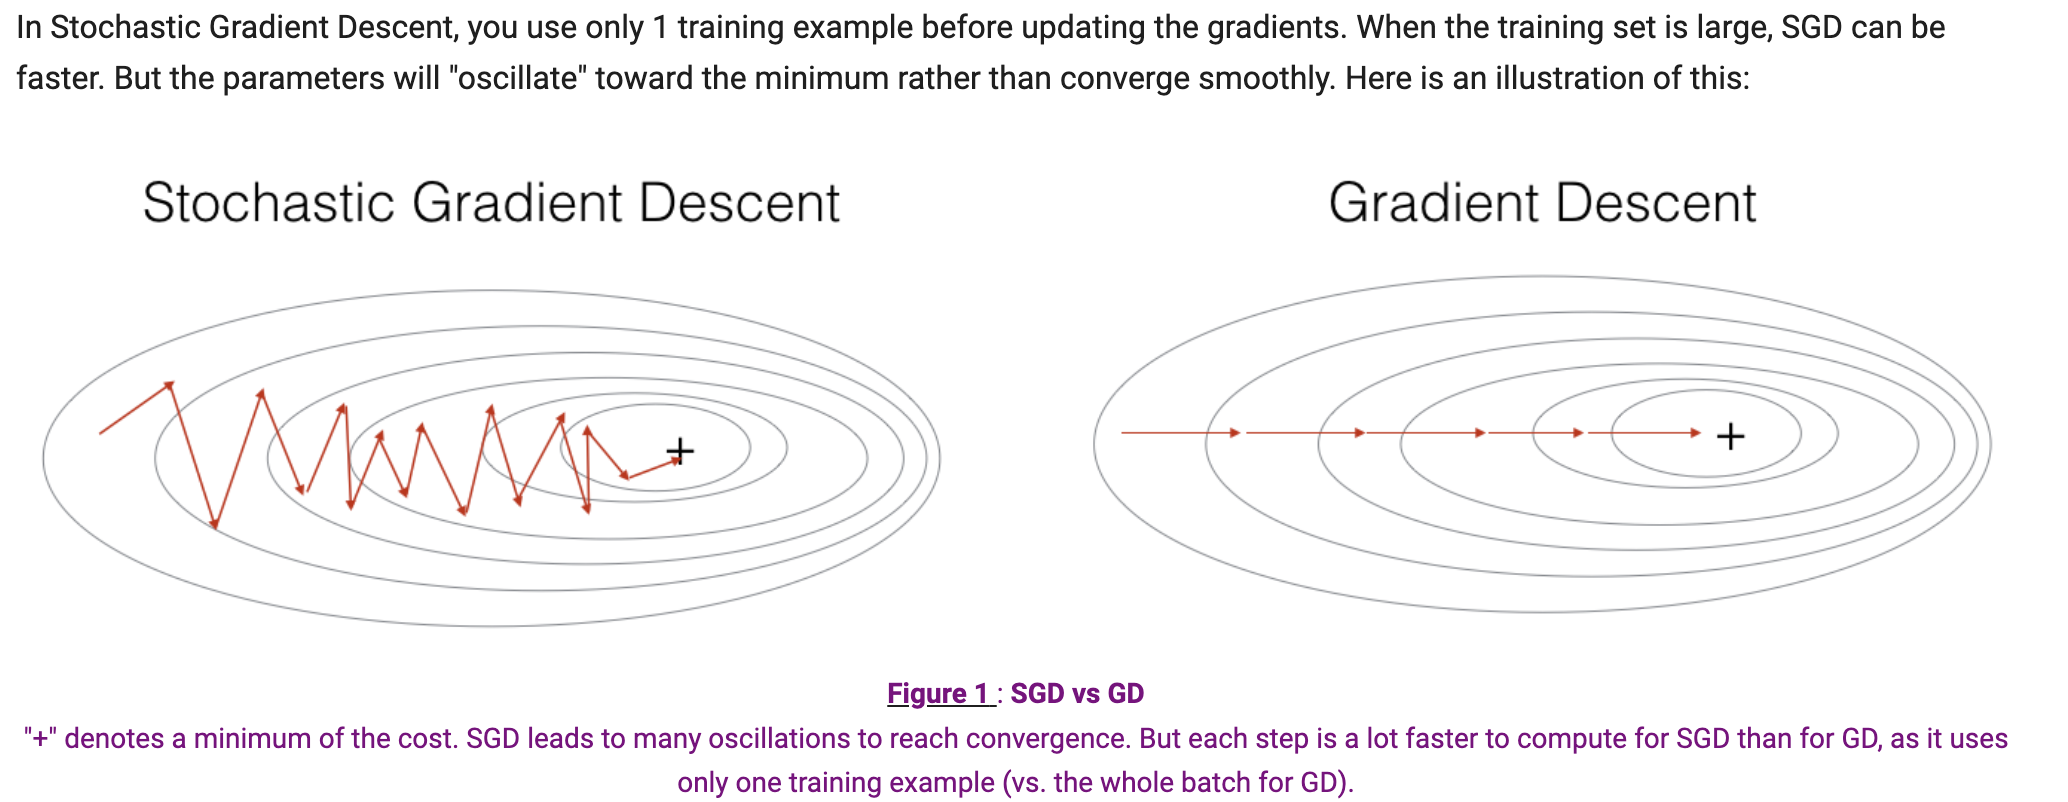 In Stochastic Gradient Descent, you use only 1 training example before updating the gradients. When the training set is large, SGD can be
faster. But the parameters will "oscillate" toward the minimum rather than converge smoothly. Here is an illustration of this:
Stochastic Gradient Descent
Gradient Descent
+
+
Figure 1 : SGD vs GD
"+" denotes a minimum of the cost. SGD leads to many oscillations to reach convergence. But each step is a lot faster to compute for SGD than for GD, as it uses
only one training example (vs. the whole batch for GD).